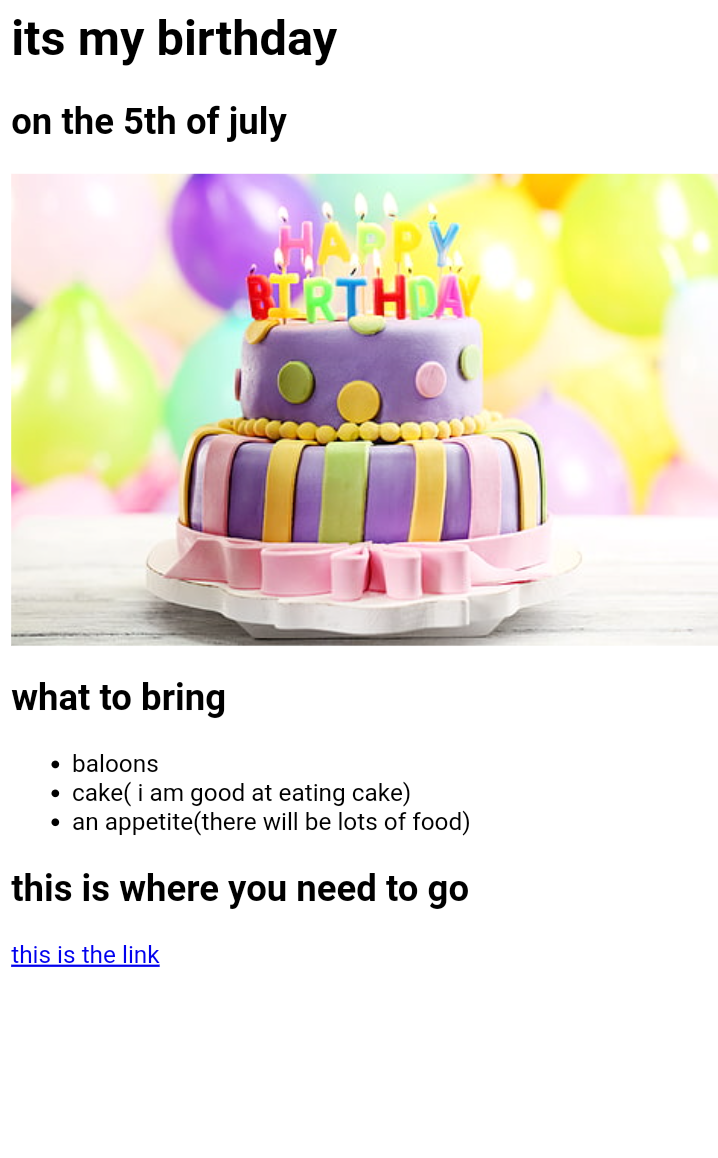 its my birthday
on the 5th of july
HAPPY
BIRTHDAY
what to bring
baloons
cake( i am good at eating cake)
an appetite(there will be lots of food)
this is where you need to go
this is the link